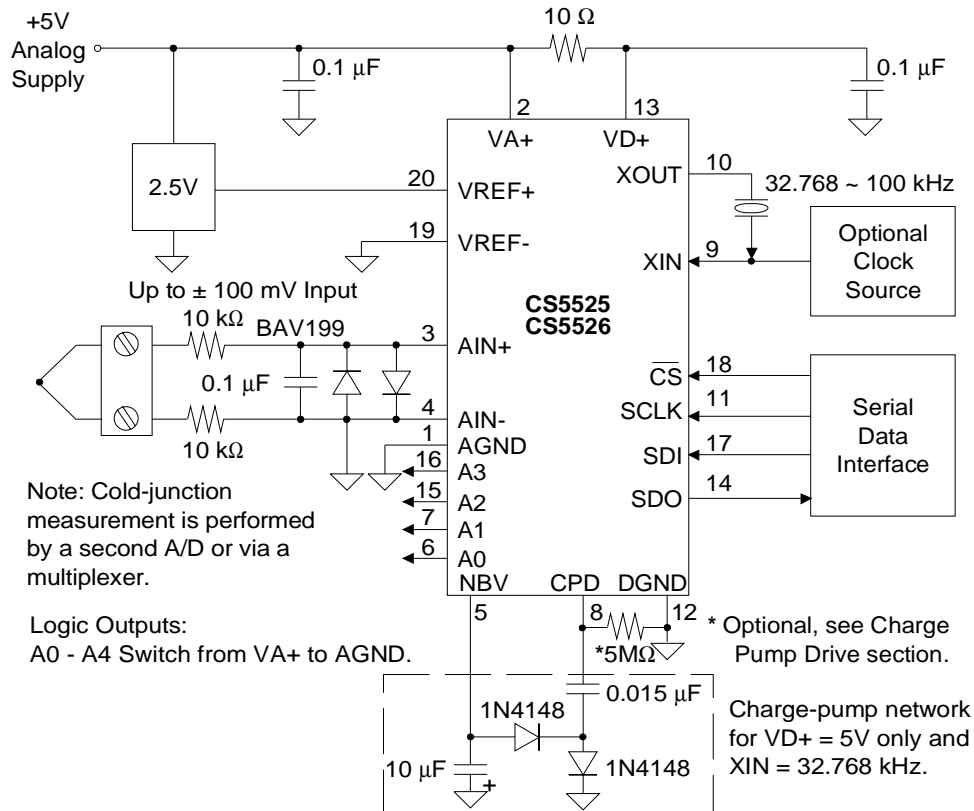 +5V
Analog
Supply
10 Ω
0.1 µF
0.1 µF
2
13
VA+
VD+
2.5V
20
VREF+
19
VREF-
XOUT
10
32.768 ~ 100 kHz
XIN
9
Optional
Clock
Source
CS5525
CS5526
Up to ± 100 mV Input
10 kΩ
BAV199
3
AIN+
0.1 µF
10 kΩ
4
AIN-
1
AGND
16
A3
15
A2
7
A1
6
A0
CS
18
SCLK
11
SDI
17
SDO
14
Serial
Data
Interface
Note: Cold-junction
measurement is performed
by a second A/D or via a
multiplexer.
NBV
CPD
DGND
5
8
12
Logic Outputs:
A0 - A4 Switch from VA+ to AGND.
*5MΩ
* Optional, see Charge
Pump Drive section.
0.015 µF
1N4148
1N4148
10 µF
+
Charge-pump network
for VD+ = 5V only and
XIN = 32.768 kHz.